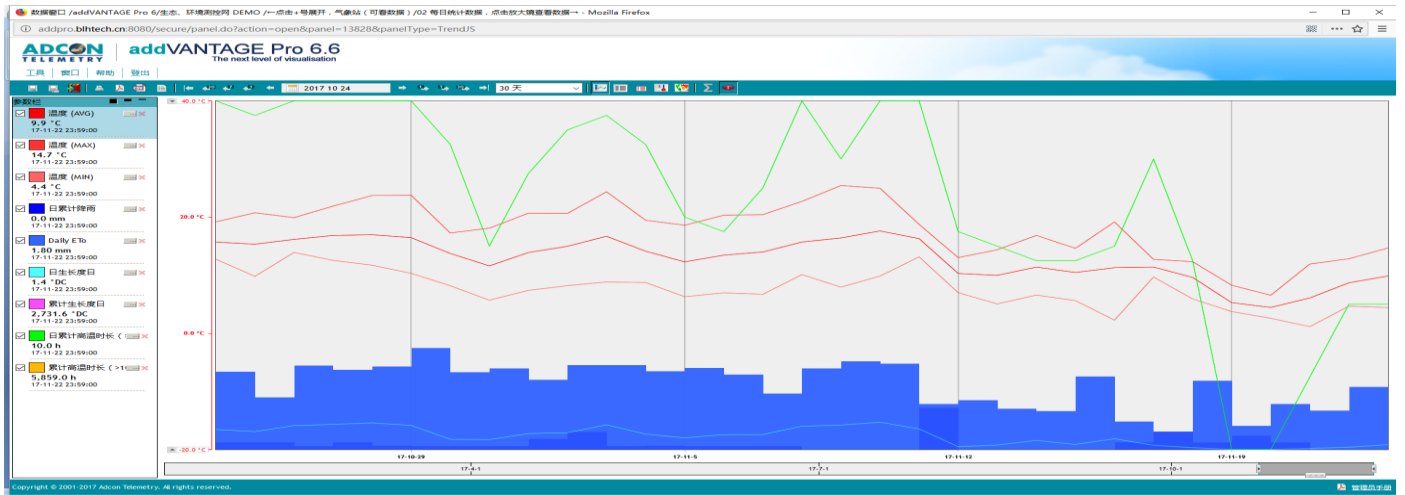 数据窗口 /addVANTAGE Pro 6/生态、环境测控网 DEMO /←点击+号展开，气象站（可看数据）/02 每日统计数据，点击放大镜查看数据→ - Mozilla Firefox
addpro.blhtech.cn:8080/secure/panel.do?action=open&panel=13828&panelType=TrendJS
ADCON TELEMETRY
addVANTAGE Pro 6.6
The next level of visualisation
工具 | 窗口 | 帮助 | 登出
2017 10 24 30 天
参数栏
温度 (AVG)
9.9 °C
17-11-22 23:59:00
温度 (MAX)
14.7 °C
17-11-22 23:59:00
温度 (MIN)
4.4 °C
17-11-22 23:59:00
日累计降雨
0.0 mm
17-11-22 23:59:00
Daily ETo
1.80 mm
17-11-22 23:59:00
日生长度日
1.4 °DC
17-11-22 23:59:00
累计生长度日
2,731.6 °DC
17-11-22 23:59:00
日累计高温时长 (
10.0 h
17-11-22 23:59:00
累计高温时长 ( >1
5,859.0 h
17-11-22 23:59:00
40.0 °C
20.0 °C
0.0 °C
-20.0 °C
17-10-29 17-11-5 17-11-12 17-11-19
17-4-1 17-7-1 17-10-1
Copyright © 2001-2017 Adcon Telemetry, All rights reserved.
管理员手册